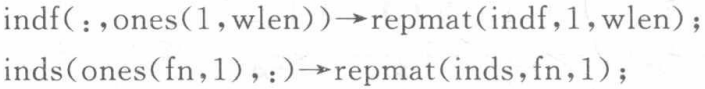 indf(:,ones(1,wlen))→repmat(indf,1,wlen);
inds(ones(fn,1),:)→repmat(inds,fn,1);